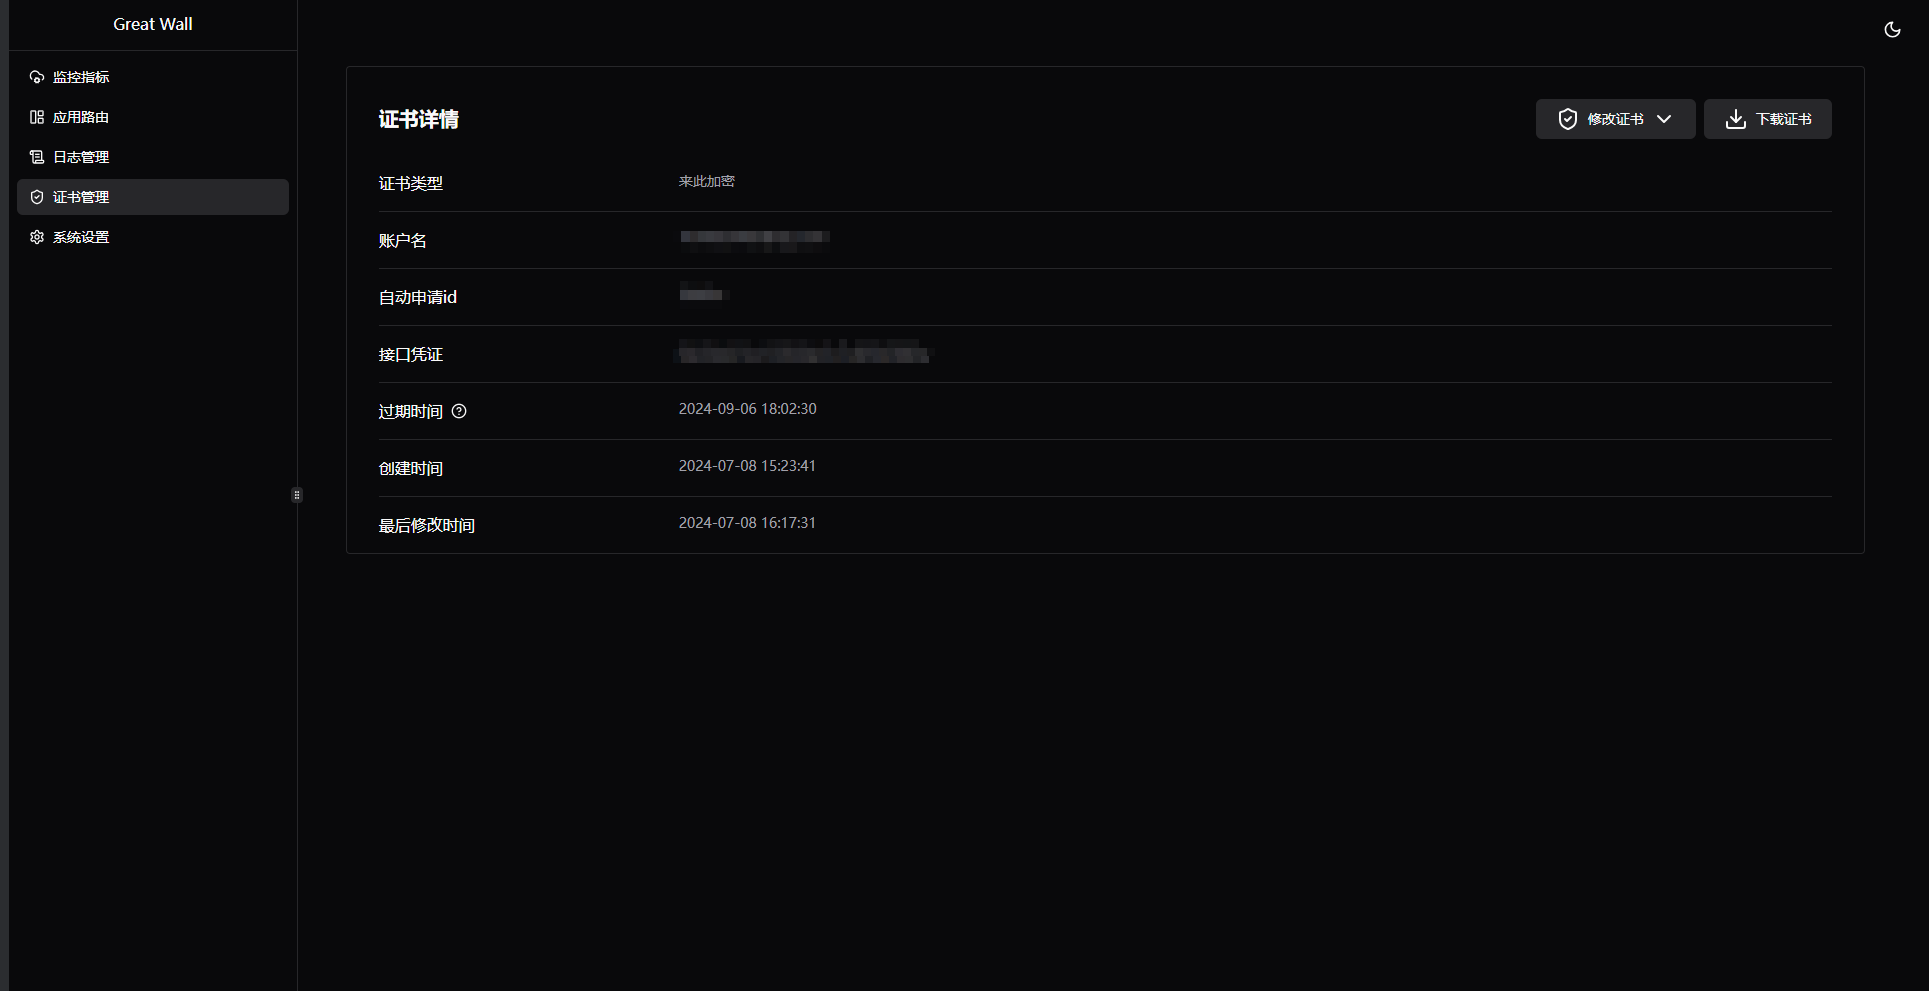 Great Wall
监控指标
应用路由
日志管理
证书管理
系统设置
证书详情
修改证书
下载证书
证书类型
来此加密
账户名
自动申请id
接口凭证
过期时间
2024-09-06 18:02:30
创建时间
2024-07-08 15:23:41
最后修改时间
2024-07-08 16:17:31